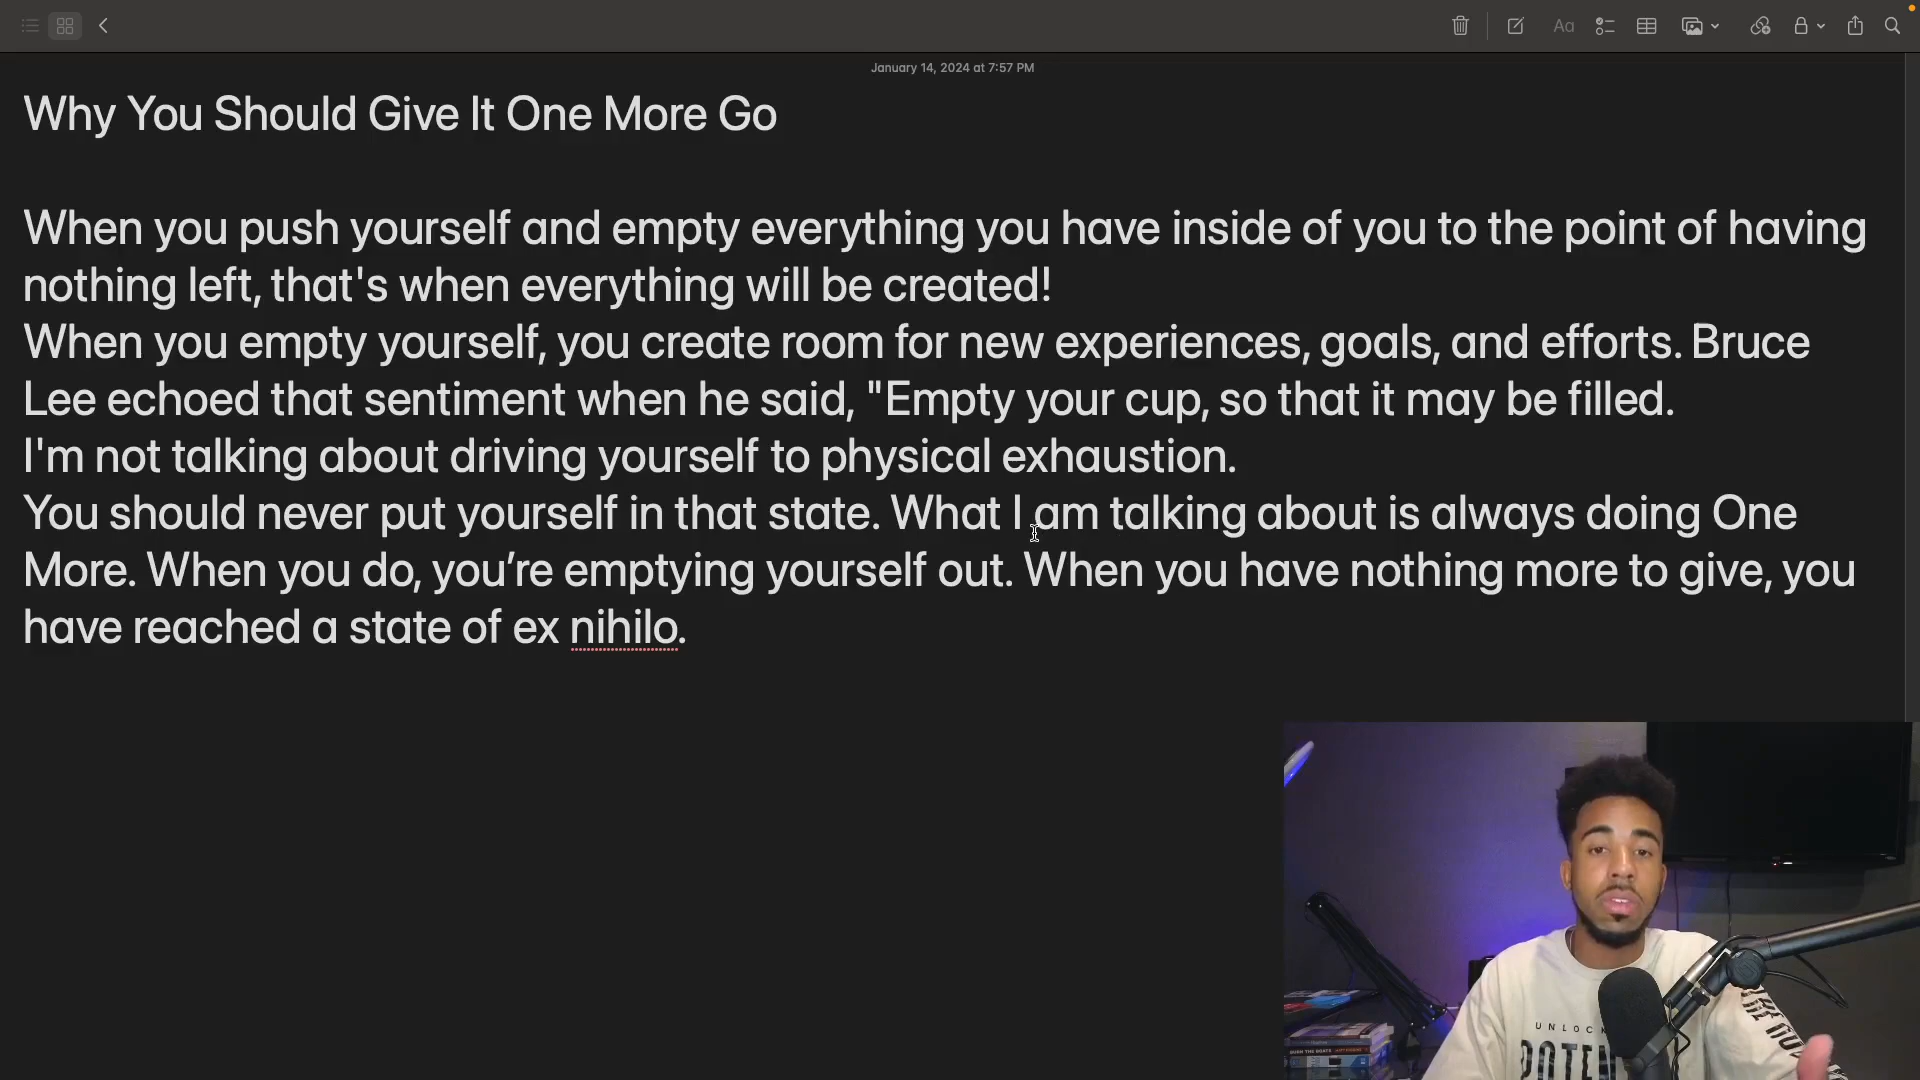 January 14, 2024 at 7:57 PM
Aa
Why You Should Give It One More Go
When you push yourself and empty everything you have inside of you to the point of having
nothing left, that's when everything will be created!
When you empty yourself, you create room for new experiences, goals, and efforts. Bruce
Lee echoed that sentiment when he said, "Empty your cup, so that it may be filled.
I'm not talking about driving yourself to physical exhaustion.
You should never put yourself in that state. What I am talking about is always doing One
More. When you do, you’re emptying yourself out. When you have nothing more to give, you
have reached a state of ex nihilo.
UNLOCK
POTEN
BURN THE BOATS